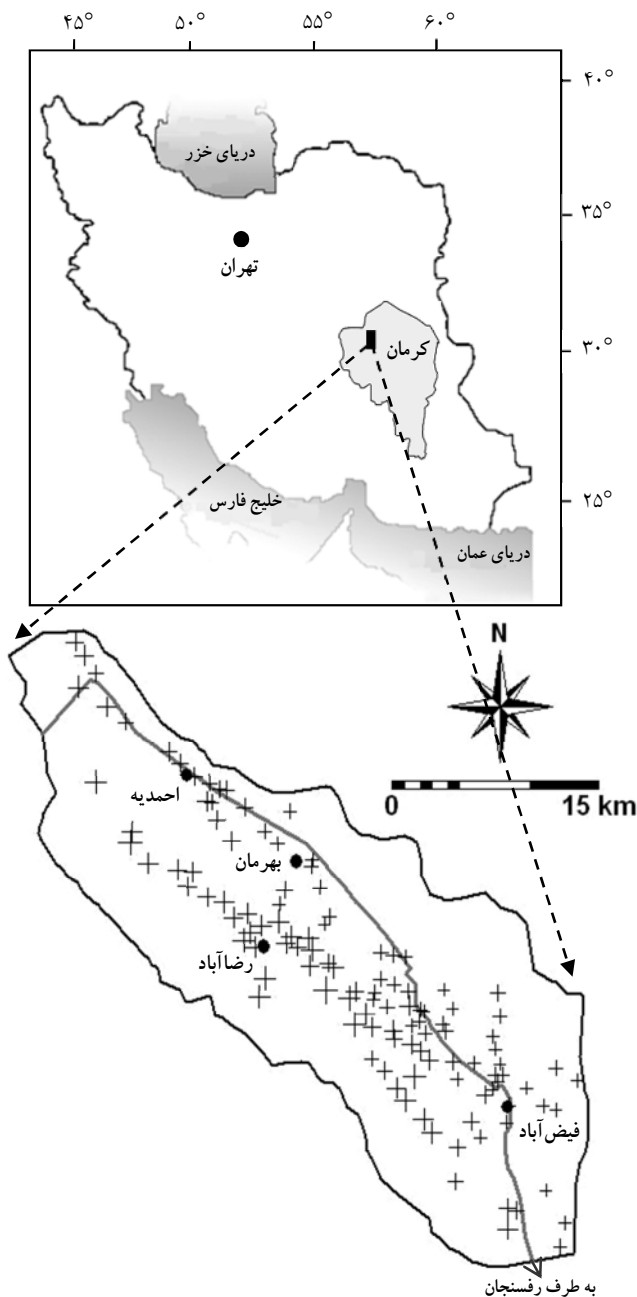 ۴۵° ۵۰° ۵۵° ۶۰°
۴۰°
دریای خزر
۳۵°
تهران
۳۰°
کرمان
۲۵°
خلیج فارس
دریای عمان
N
0 15 km
احمدیه
بهرمان
رضاآباد
فیض‌آباد
به طرف رفسنجان